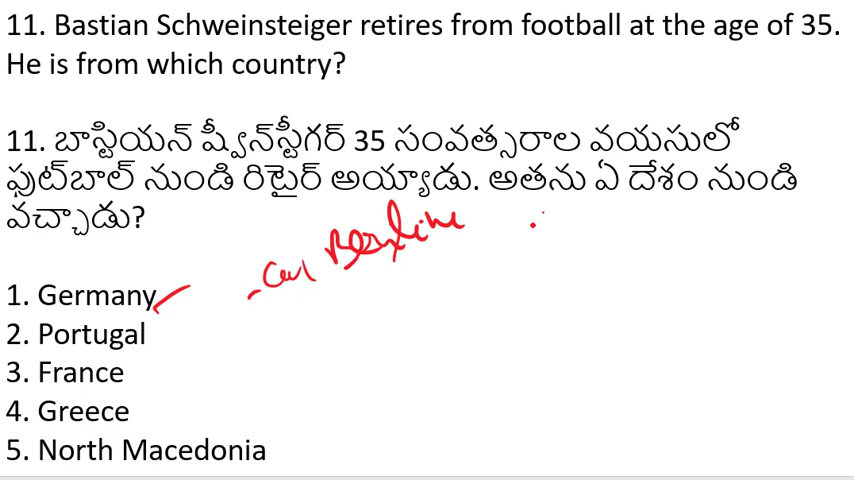 11. Bastian Schweinsteiger retires from football at the age of 35.
He is from which country?
11. బాస్టియన్ ష్వీన్‌స్టీగర్ 35 సంవత్సరాల వయసులో
ఫుట్‌బాల్ నుండి రిటైర్ అయ్యాడు. అతను ఏ దేశం నుండి
వచ్చాడు?
1. Germany
2. Portugal
3. France
4. Greece
5. North Macedonia